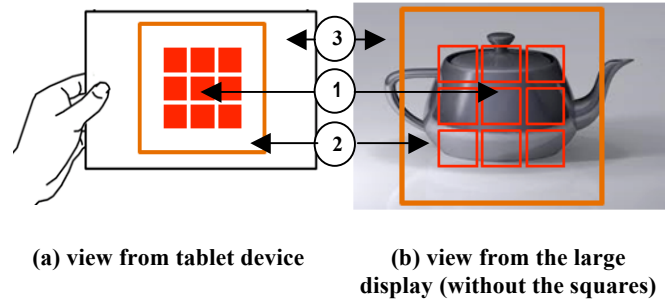 3
1
2
(a) view from tablet device
(b) view from the large
display (without the squares)